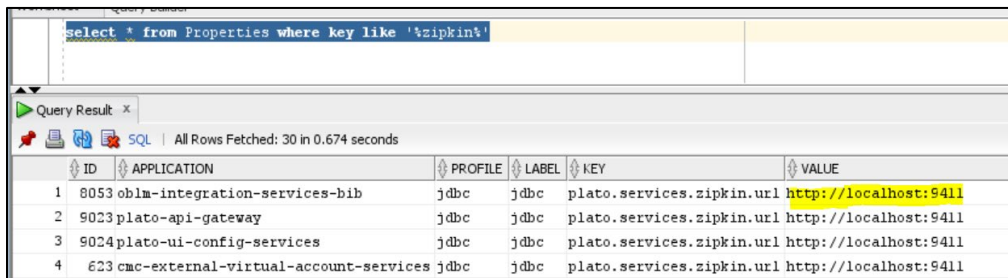 Query Builder
select * from Properties where key like '%zipkin%'
Query Result x
SQL | All Rows Fetched: 30 in 0.674 seconds
ID APPLICATION PROFILE LABEL KEY VALUE
1 8053 oblm-integration-services-bib jdbc jdbc plato.services.zipkin.url http://localhost:9411
2 9023 plato-api-gateway jdbc jdbc plato.services.zipkin.url http://localhost:9411
3 9024 plato-ui-config-services jdbc jdbc plato.services.zipkin.url http://localhost:9411
4 623 cmc-external-virtual-account-services jdbc jdbc plato.services.zipkin.url http://localhost:9411